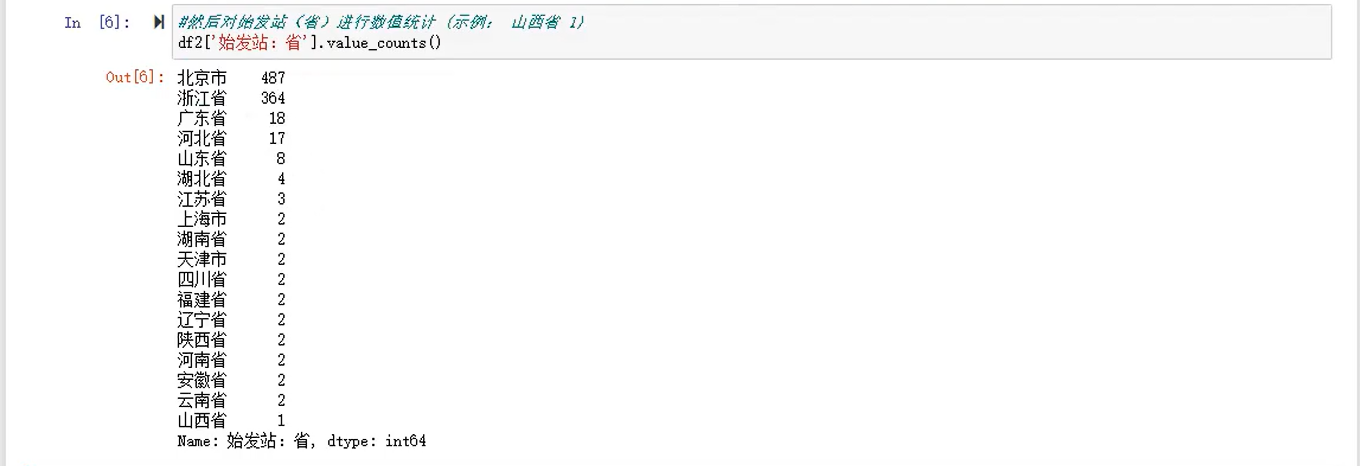 In [6]: #然后对始发站（省）进行数值统计（示例： 山西省 1）
df2['始发站：省'].value_counts()
Out[6]: 北京市 487
浙江省 364
广东省 18
河北省 17
山东省 8
湖北省 4
江苏省 3
上海市 2
湖南省 2
天津市 2
四川省 2
福建省 2
辽宁省 2
陕西省 2
河南省 2
安徽省 2
云南省 2
山西省 1
Name: 始发站：省, dtype: int64